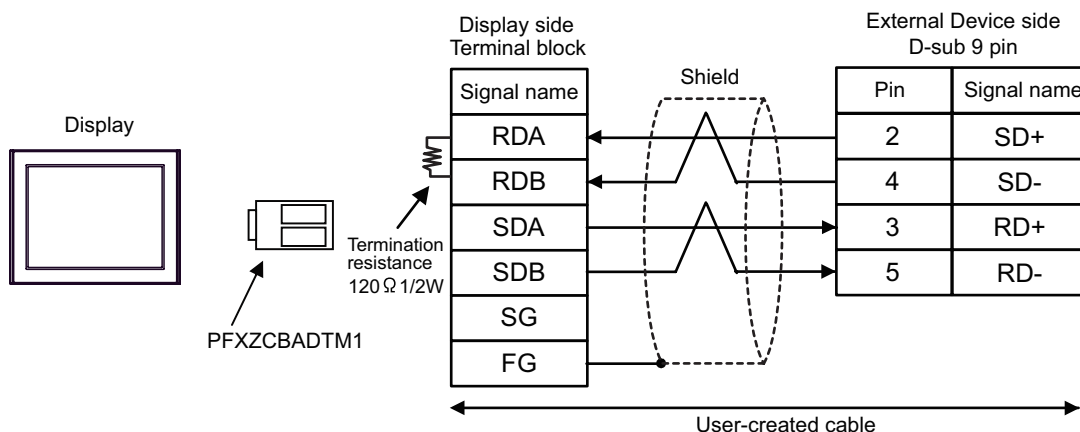 Display side
Terminal block
External Device side
D-sub 9 pin
Shield
Signal name
Pin
Signal name
Display
RDA
2
SD+
RDB
4
SD-
SDA
3
RD+
SDB
5
RD-
SG
FG
Termination
resistance
120Ω 1/2W
PFXZCBADTM1
User-created cable